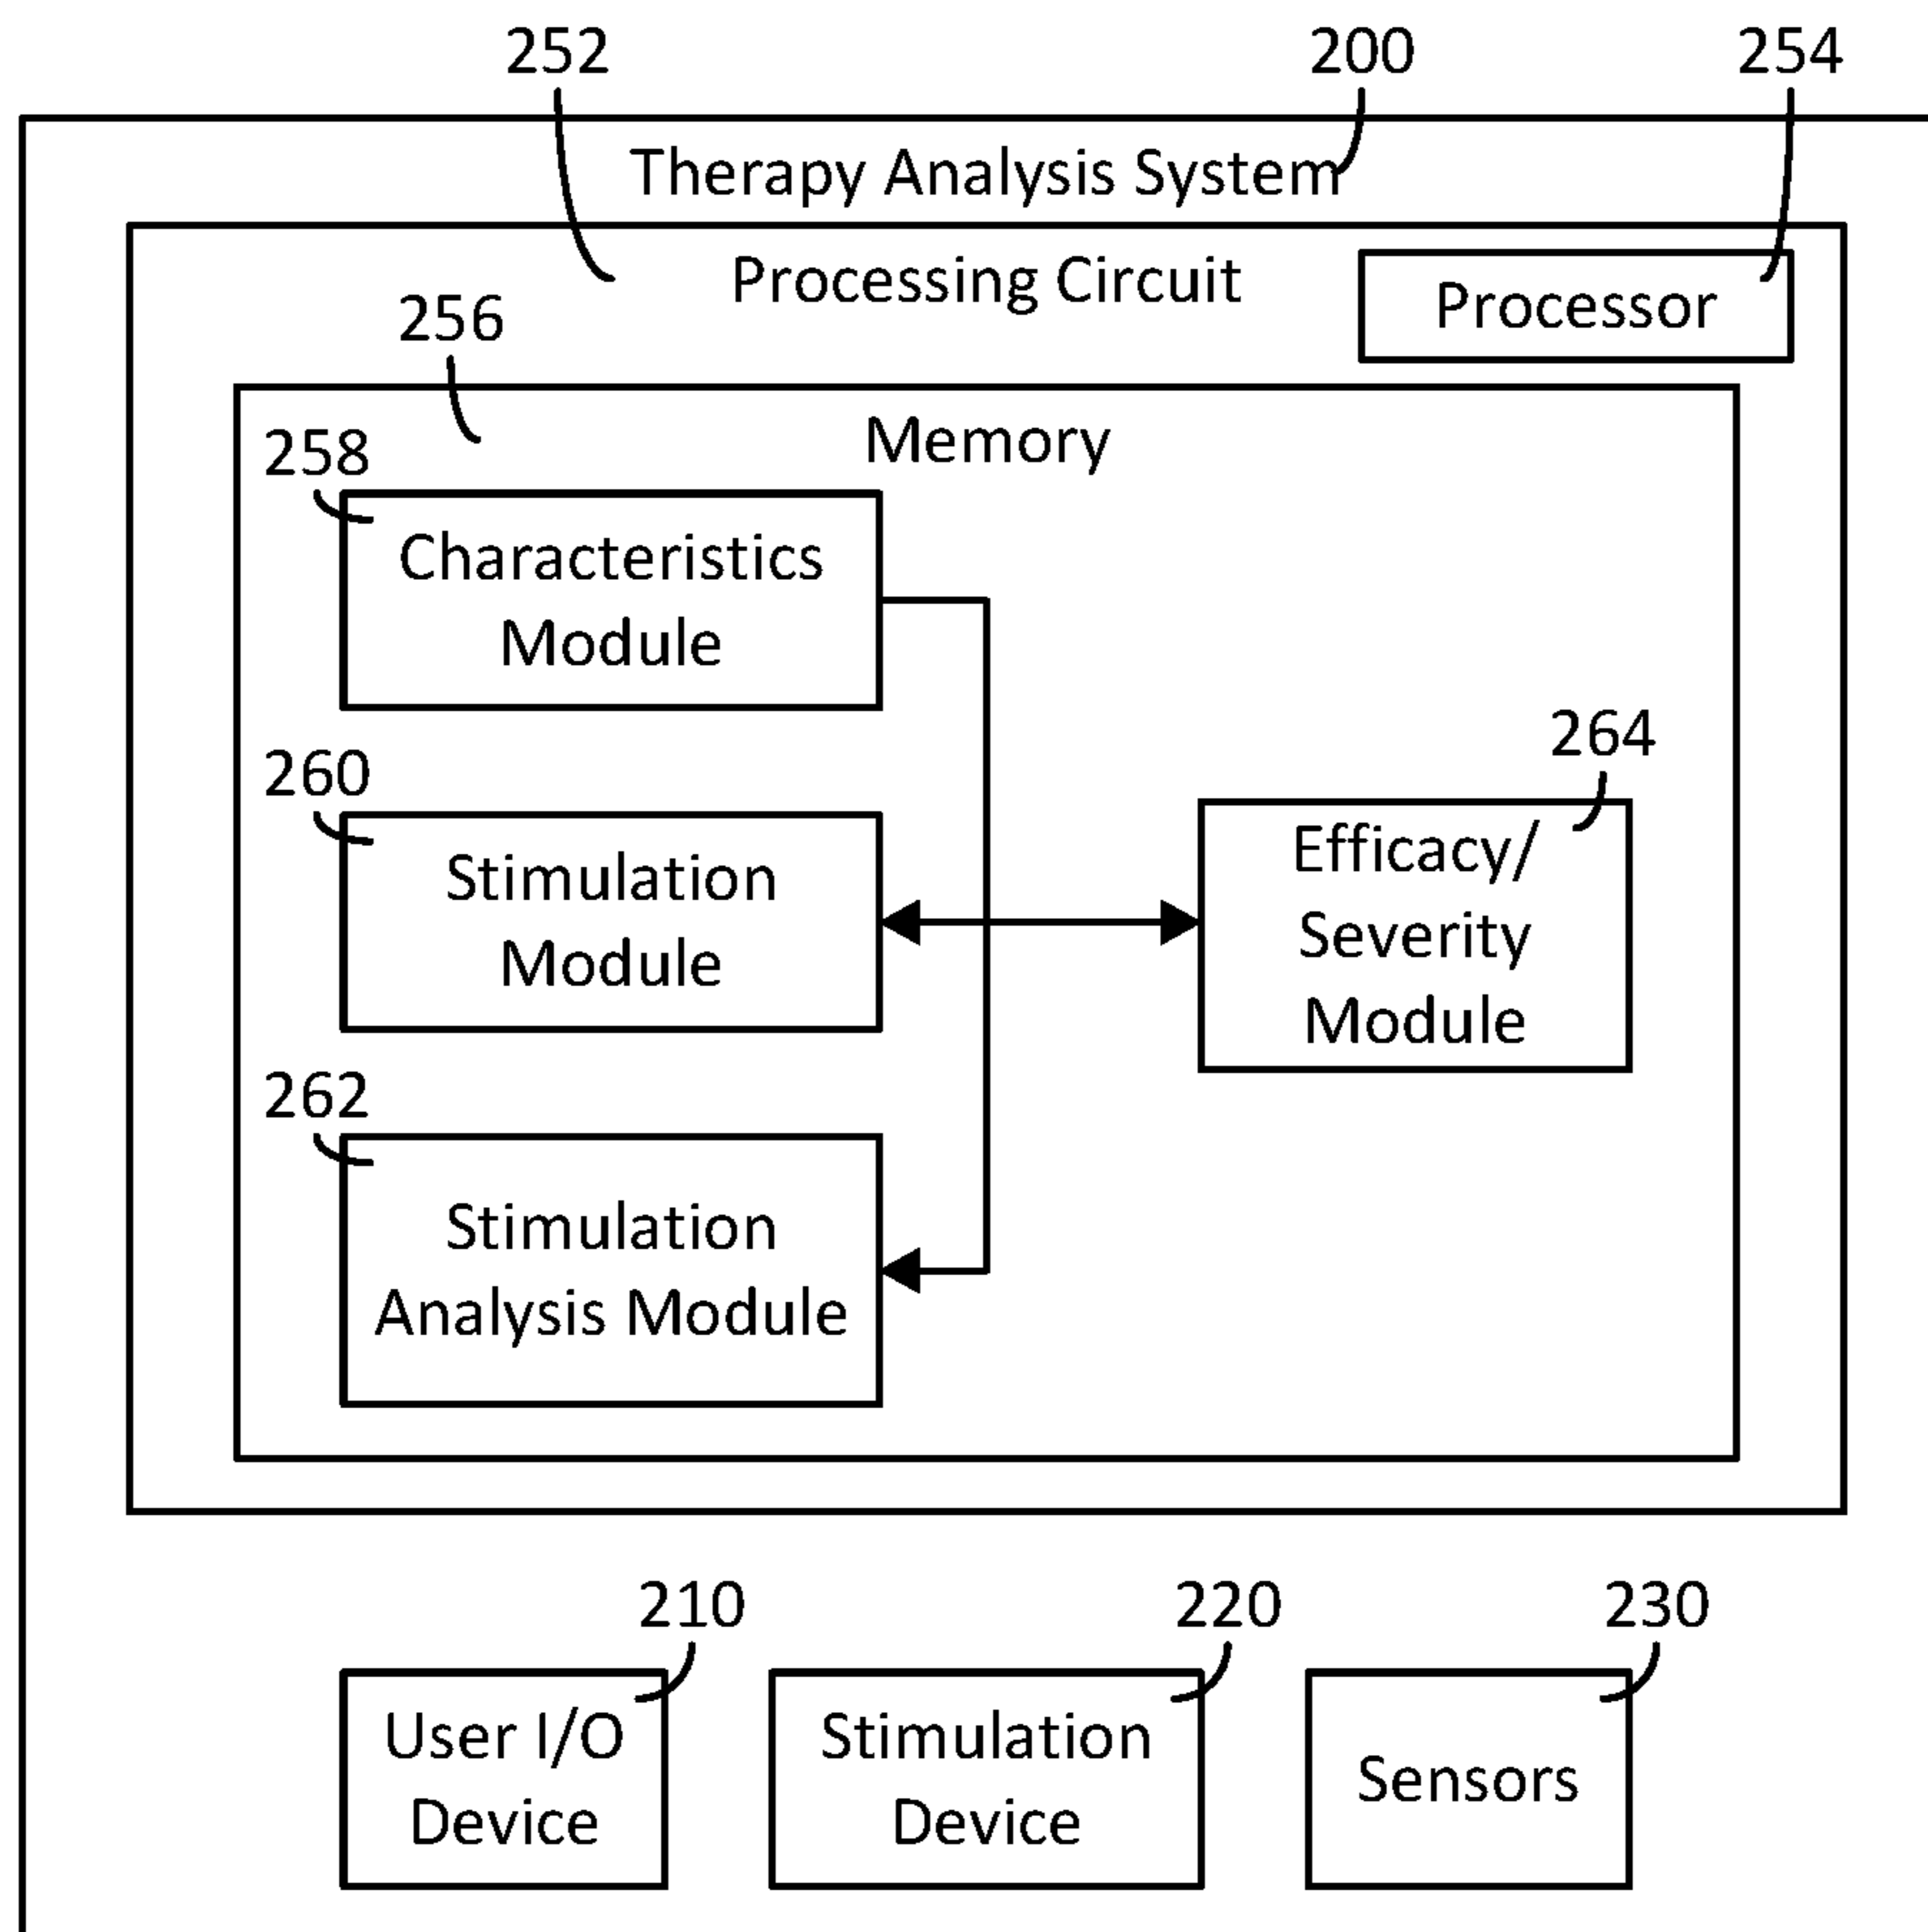 252
200
254
Therapy Analysis System
Processing Circuit
Processor
256
Memory
258
Characteristics
Module
260
Stimulation
Module
264
Efficacy/
Severity
Module
262
Stimulation
Analysis Module
210
220
230
User I/O
Device
Stimulation
Device
Sensors